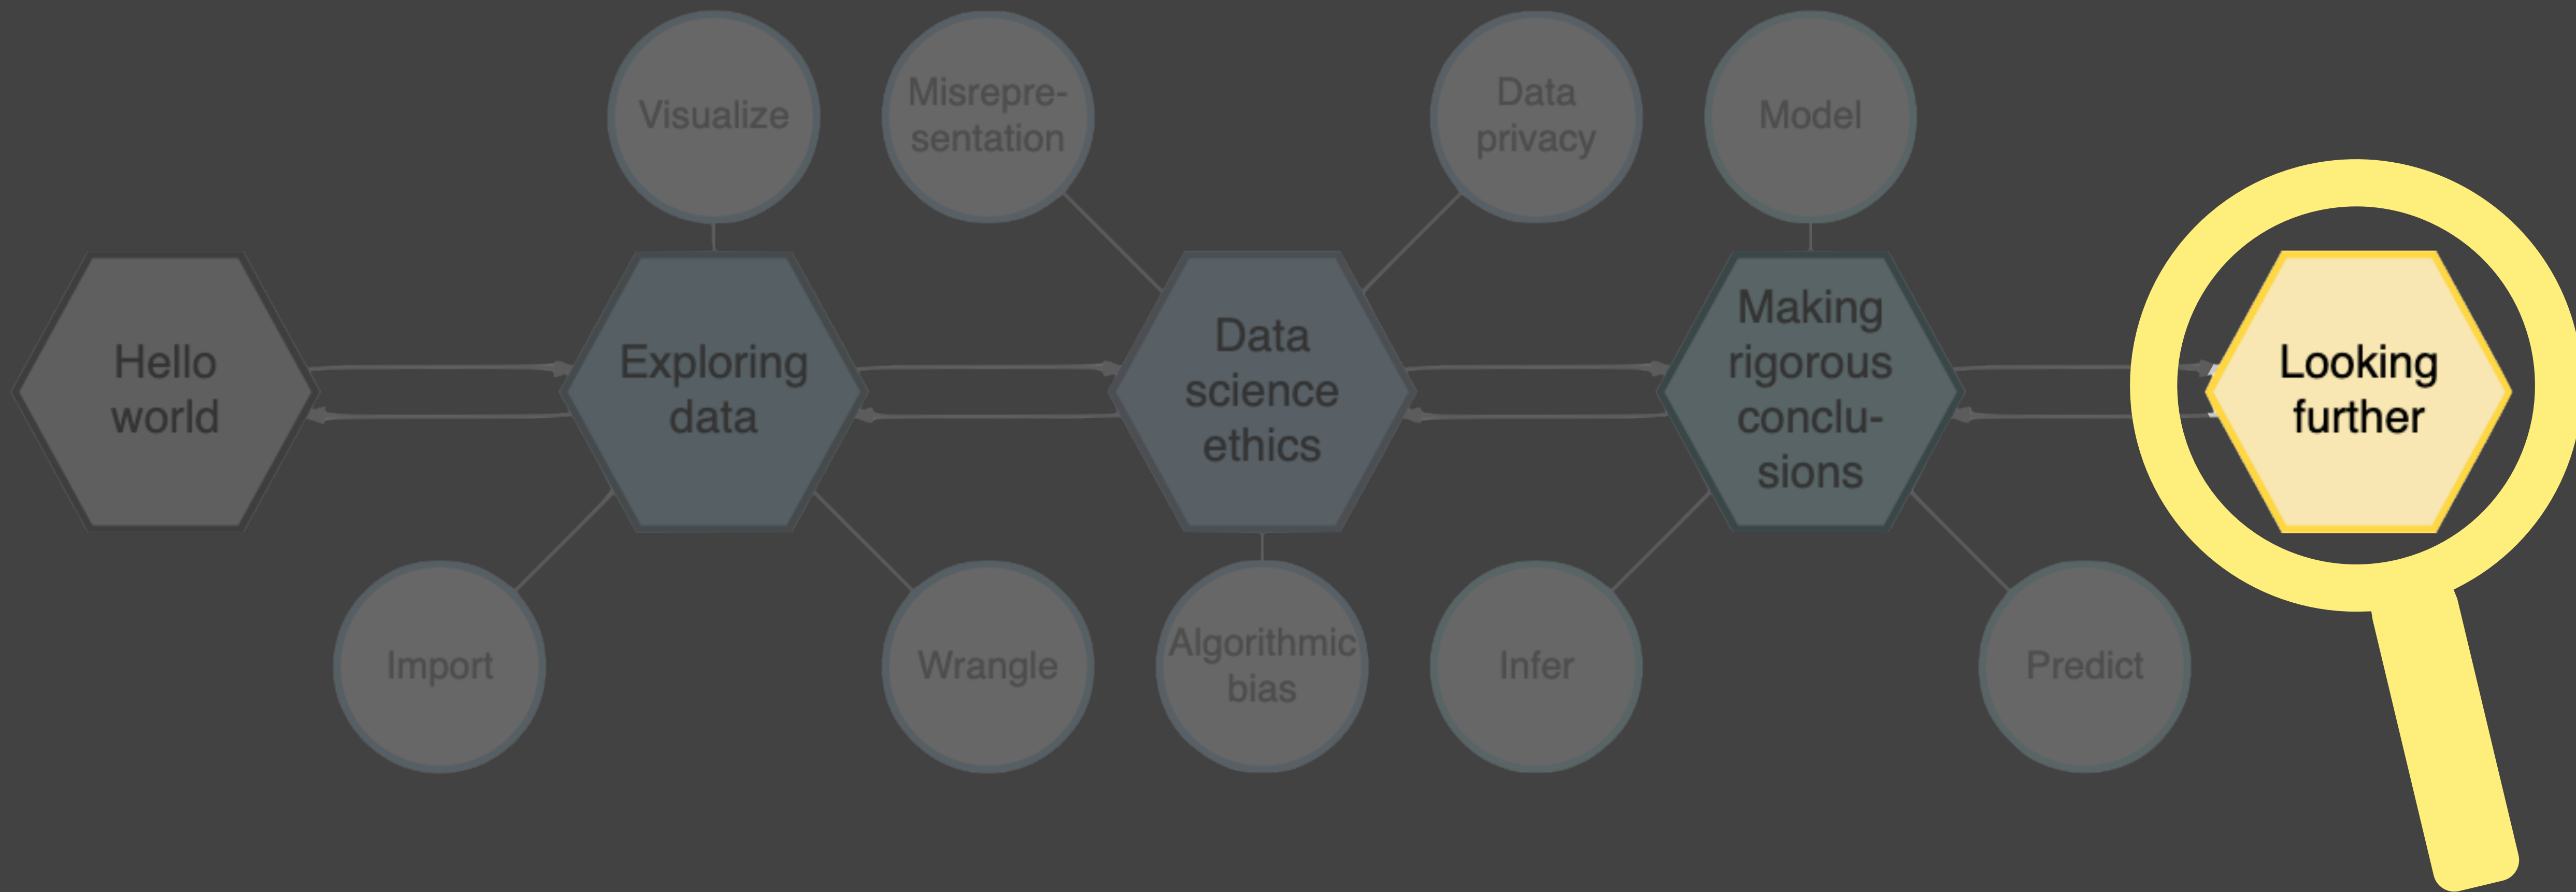 Visualize
Misrepre-
sentation
Data
privacy
Model
Hello
world
Exploring
data
Data
science
ethics
Making
rigorous
conclu-
sions
Looking
further
Import
Wrangle
Algorithmic
bias
Infer
Predict